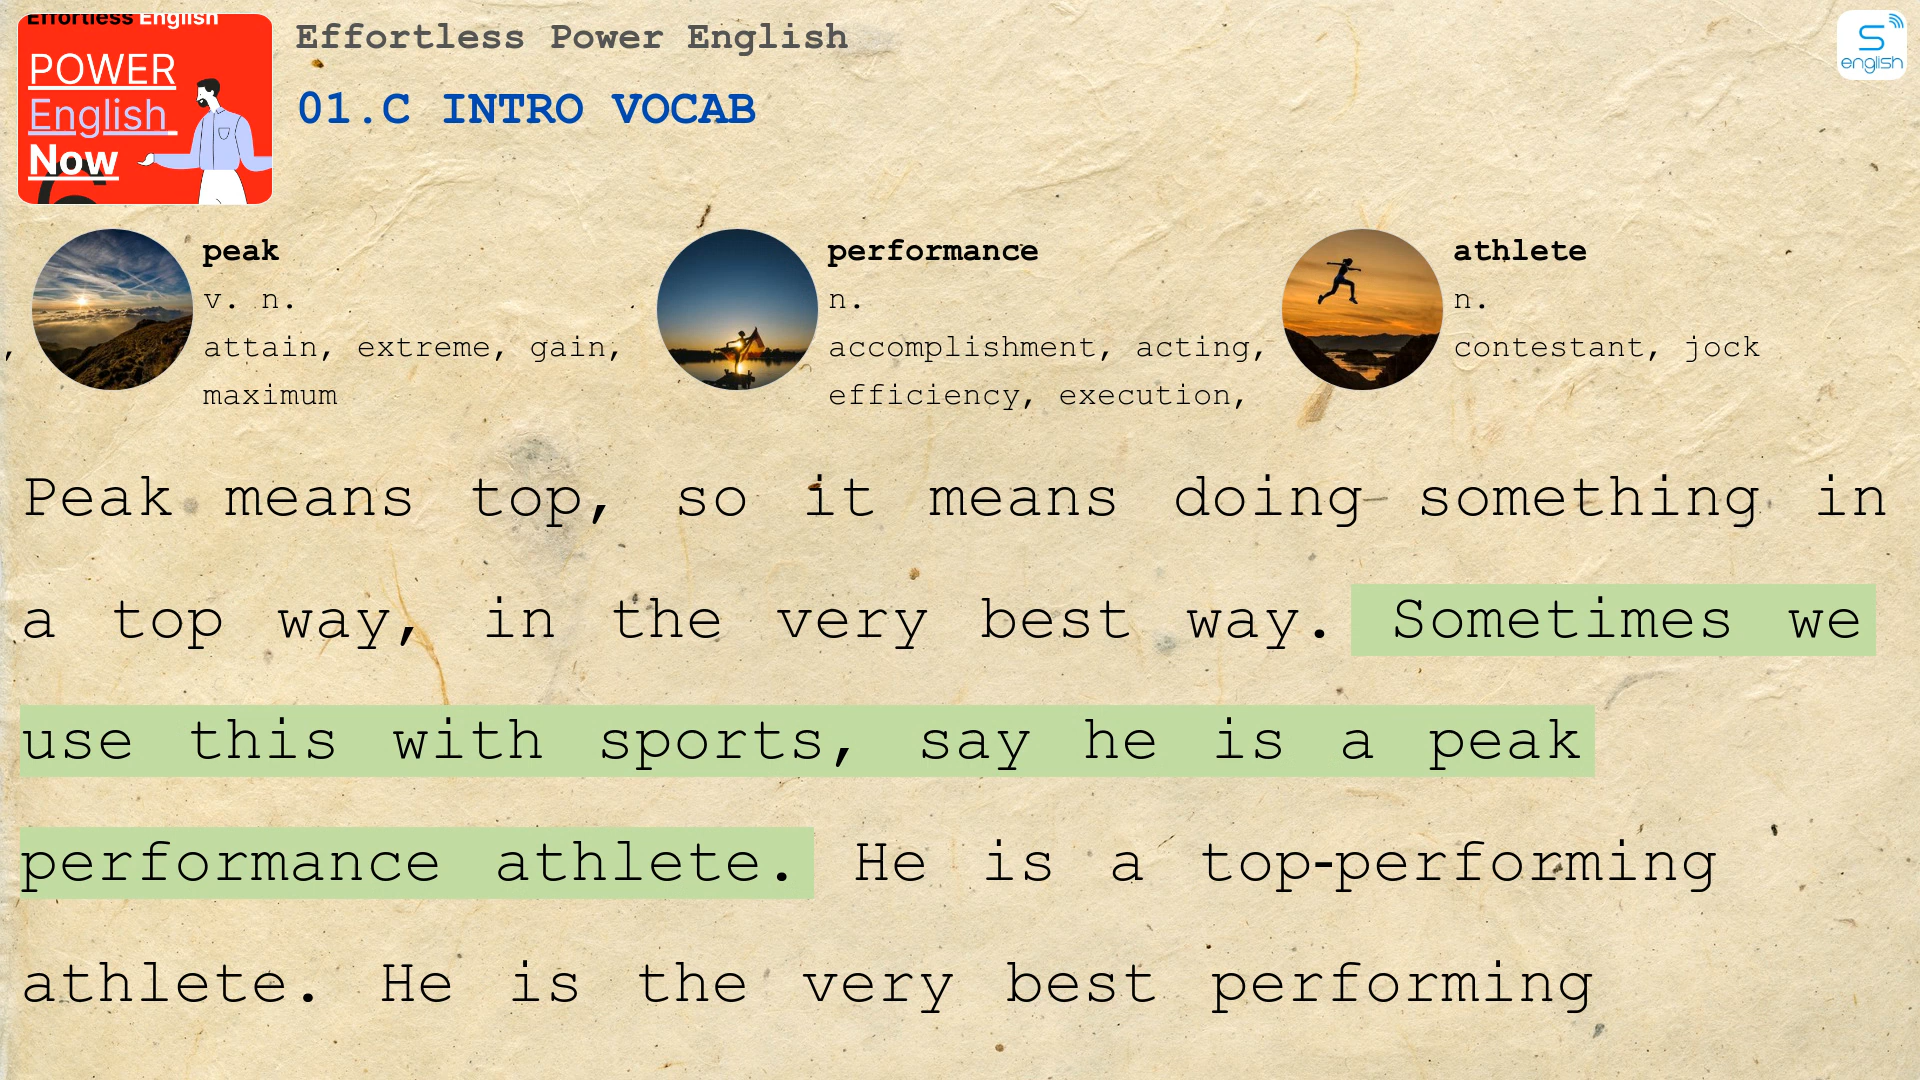 Effortless English
POWER
English
Now
Effortless Power English
01.C INTRO VOCAB
S
english
peak
v. n.
attain, extreme, gain,
maximum
performance
n.
accomplishment, acting,
efficiency, execution,
athlete
n.
contestant, jock
Peak means top, so it means doing something in
a top way, in the very best way. Sometimes we
use this with sports, say he is a peak
performance athlete. He is a top-performing
athlete. He is the very best performing